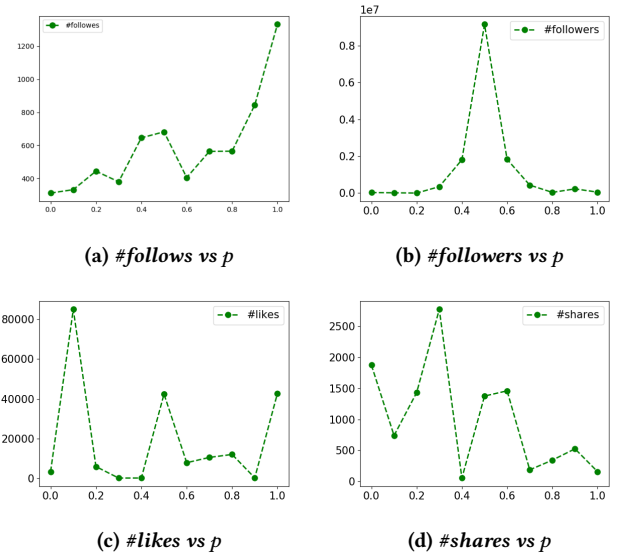 #followes
1200
1000
800
600
400
0.0 0.2 0.4 0.6 0.8 1.0
(a) #follows vs p
1e7
#followers
0.8
0.6
0.4
0.2
0.0
0.0 0.2 0.4 0.6 0.8 1.0
(b) #followers vs p
#likes
80000
60000
40000
20000
0
0.0 0.2 0.4 0.6 0.8 1.0
(c) #likes vs p
#shares
2500
2000
1500
1000
500
0
0.0 0.2 0.4 0.6 0.8 1.0
(d) #shares vs p